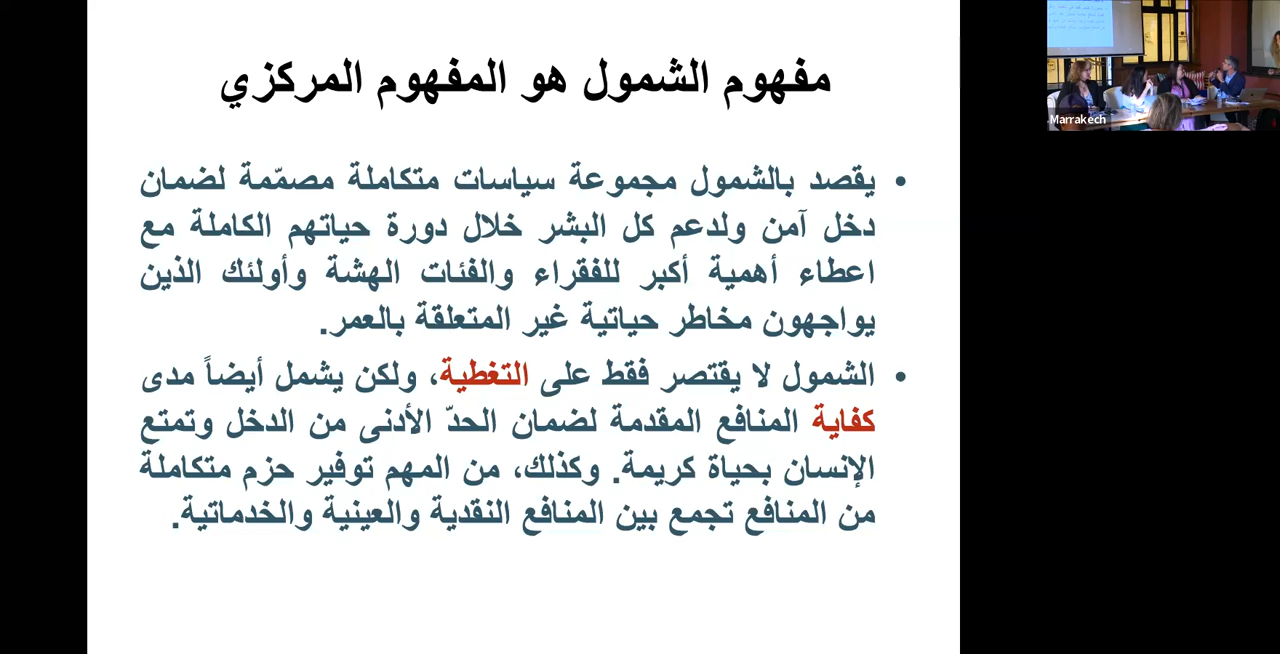 مفهوم الشمول هو المفهوم المركزي
• يقصد بالشمول مجموعة سياسات متكاملة مصمّمة لضمان
دخل آمن ولدعم كل البشر خلال دورة حياتهم الكاملة مع
اعطاء أهمية أكبر للفقراء والفئات الهشة وأولئك الذين
يواجهون مخاطر حياتية غير المتعلقة بالعمر.
• الشمول لا يقتصر فقط على التغطية، ولكن يشمل أيضاً مدى
كفاية المنافع المقدمة لضمان الحدّ الأدنى من الدخل وتمتع
الإنسان بحياة كريمة. وكذلك، من المهم توفير حزم متكاملة
من المنافع تجمع بين المنافع النقدية والعينية والخدماتية.
Marrakech